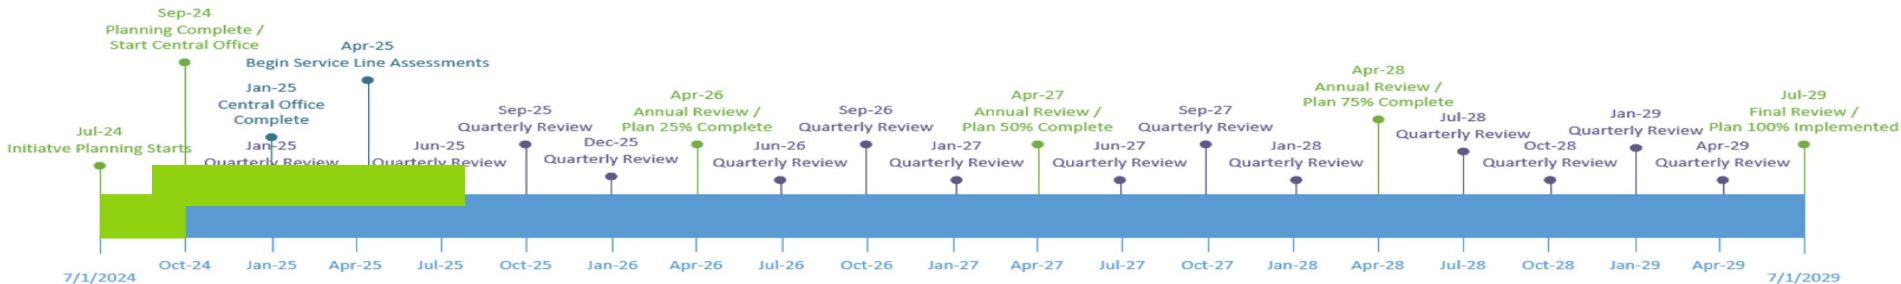 Sep-24
Planning Complete /
Start Central Office
Apr-25
Begin Service Line Assessments
Jan-25
Central Office
Complete
Jul-24
Initiatve Planning Starts
Jan-25
Quarterly Review
Jun-25
Quarterly Review
Sep-25
Quarterly Review
Dec-25
Quarterly Review
Apr-26
Annual Review /
Plan 25% Complete
Jun-26
Quarterly Review
Sep-26
Quarterly Review
Jan-27
Quarterly Review
Apr-27
Annual Review /
Plan 50% Complete
Jun-27
Quarterly Review
Sep-27
Quarterly Review
Jan-28
Quarterly Review
Apr-28
Annual Review /
Plan 75% Complete
Jul-28
Quarterly Review
Oct-28
Quarterly Review
Jan-29
Quarterly Review
Apr-29
Quarterly Review
Jul-29
Final Review /
Plan 100% Implemented
7/1/2024
Oct-24
Jan-25
Apr-25
Jul-25
Oct-25
Jan-26
Apr-26
Jul-26
Oct-26
Jan-27
Apr-27
Jul-27
Oct-27
Jan-28
Apr-28
Jul-28
Oct-28
Jan-29
Apr-29
7/1/2029